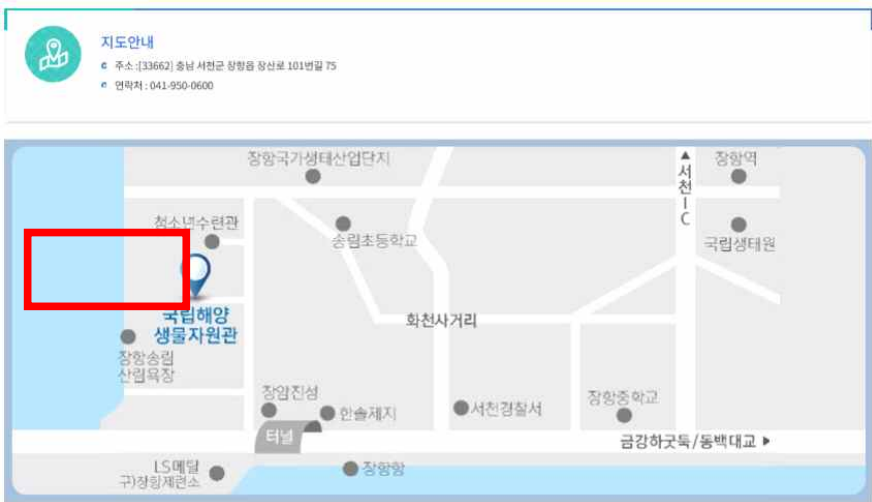 지도안내
주소 :[33662] 충남 서천군 장항읍 장산로 101번길 75
연락처 : 041-950-0600
장항국가생태산업단지
▲서천IC
장항역
청소년수련관
송림초등학교
국립생태원
국립해양
생물자원관
화천사거리
장항송림
산림욕장
장암진성
한솔제지
서천경찰서
장항중학교
터널
금강하굿둑/동백대교 ▶
LS메탈
구)장항제련소
장항항